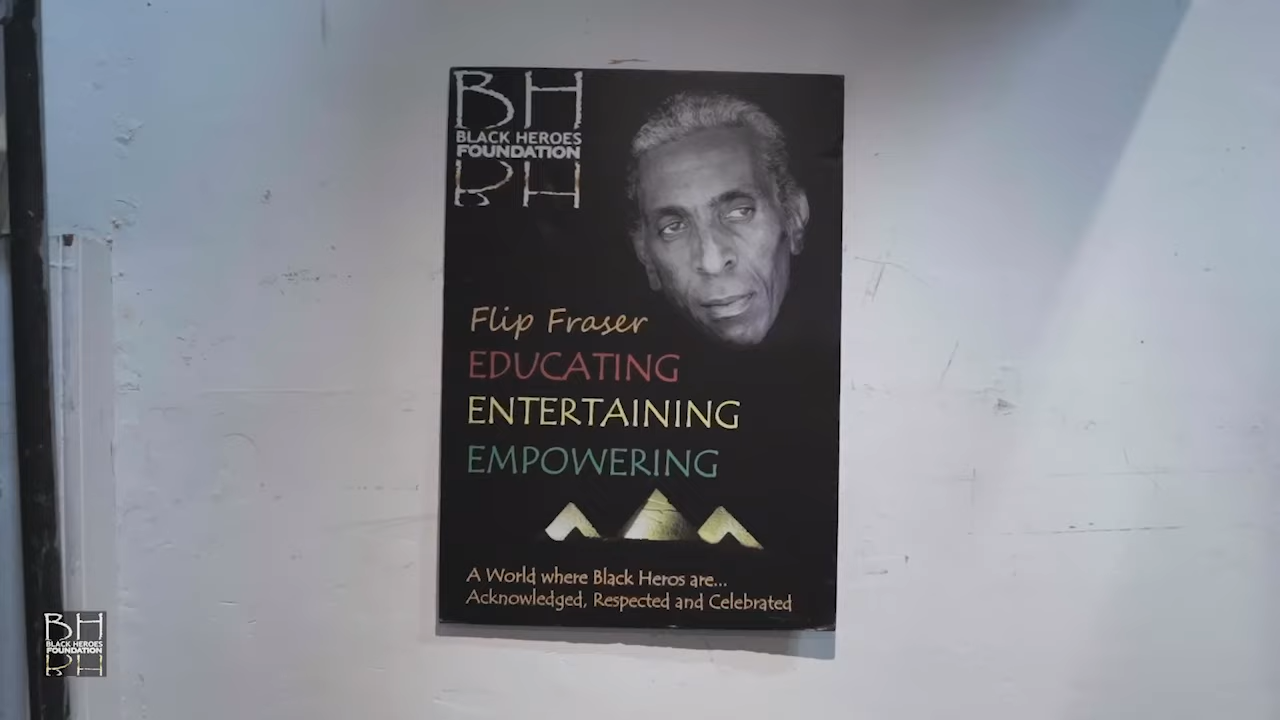 BH
BLACK HEROES
FOUNDATION
BH
Flip Fraser
EDUCATING
ENTERTAINING
EMPOWERING
A World where Black Heros are...
Acknowledged, Respected and Celebrated
BH
BLACK HEROES
FOUNDATION
BH